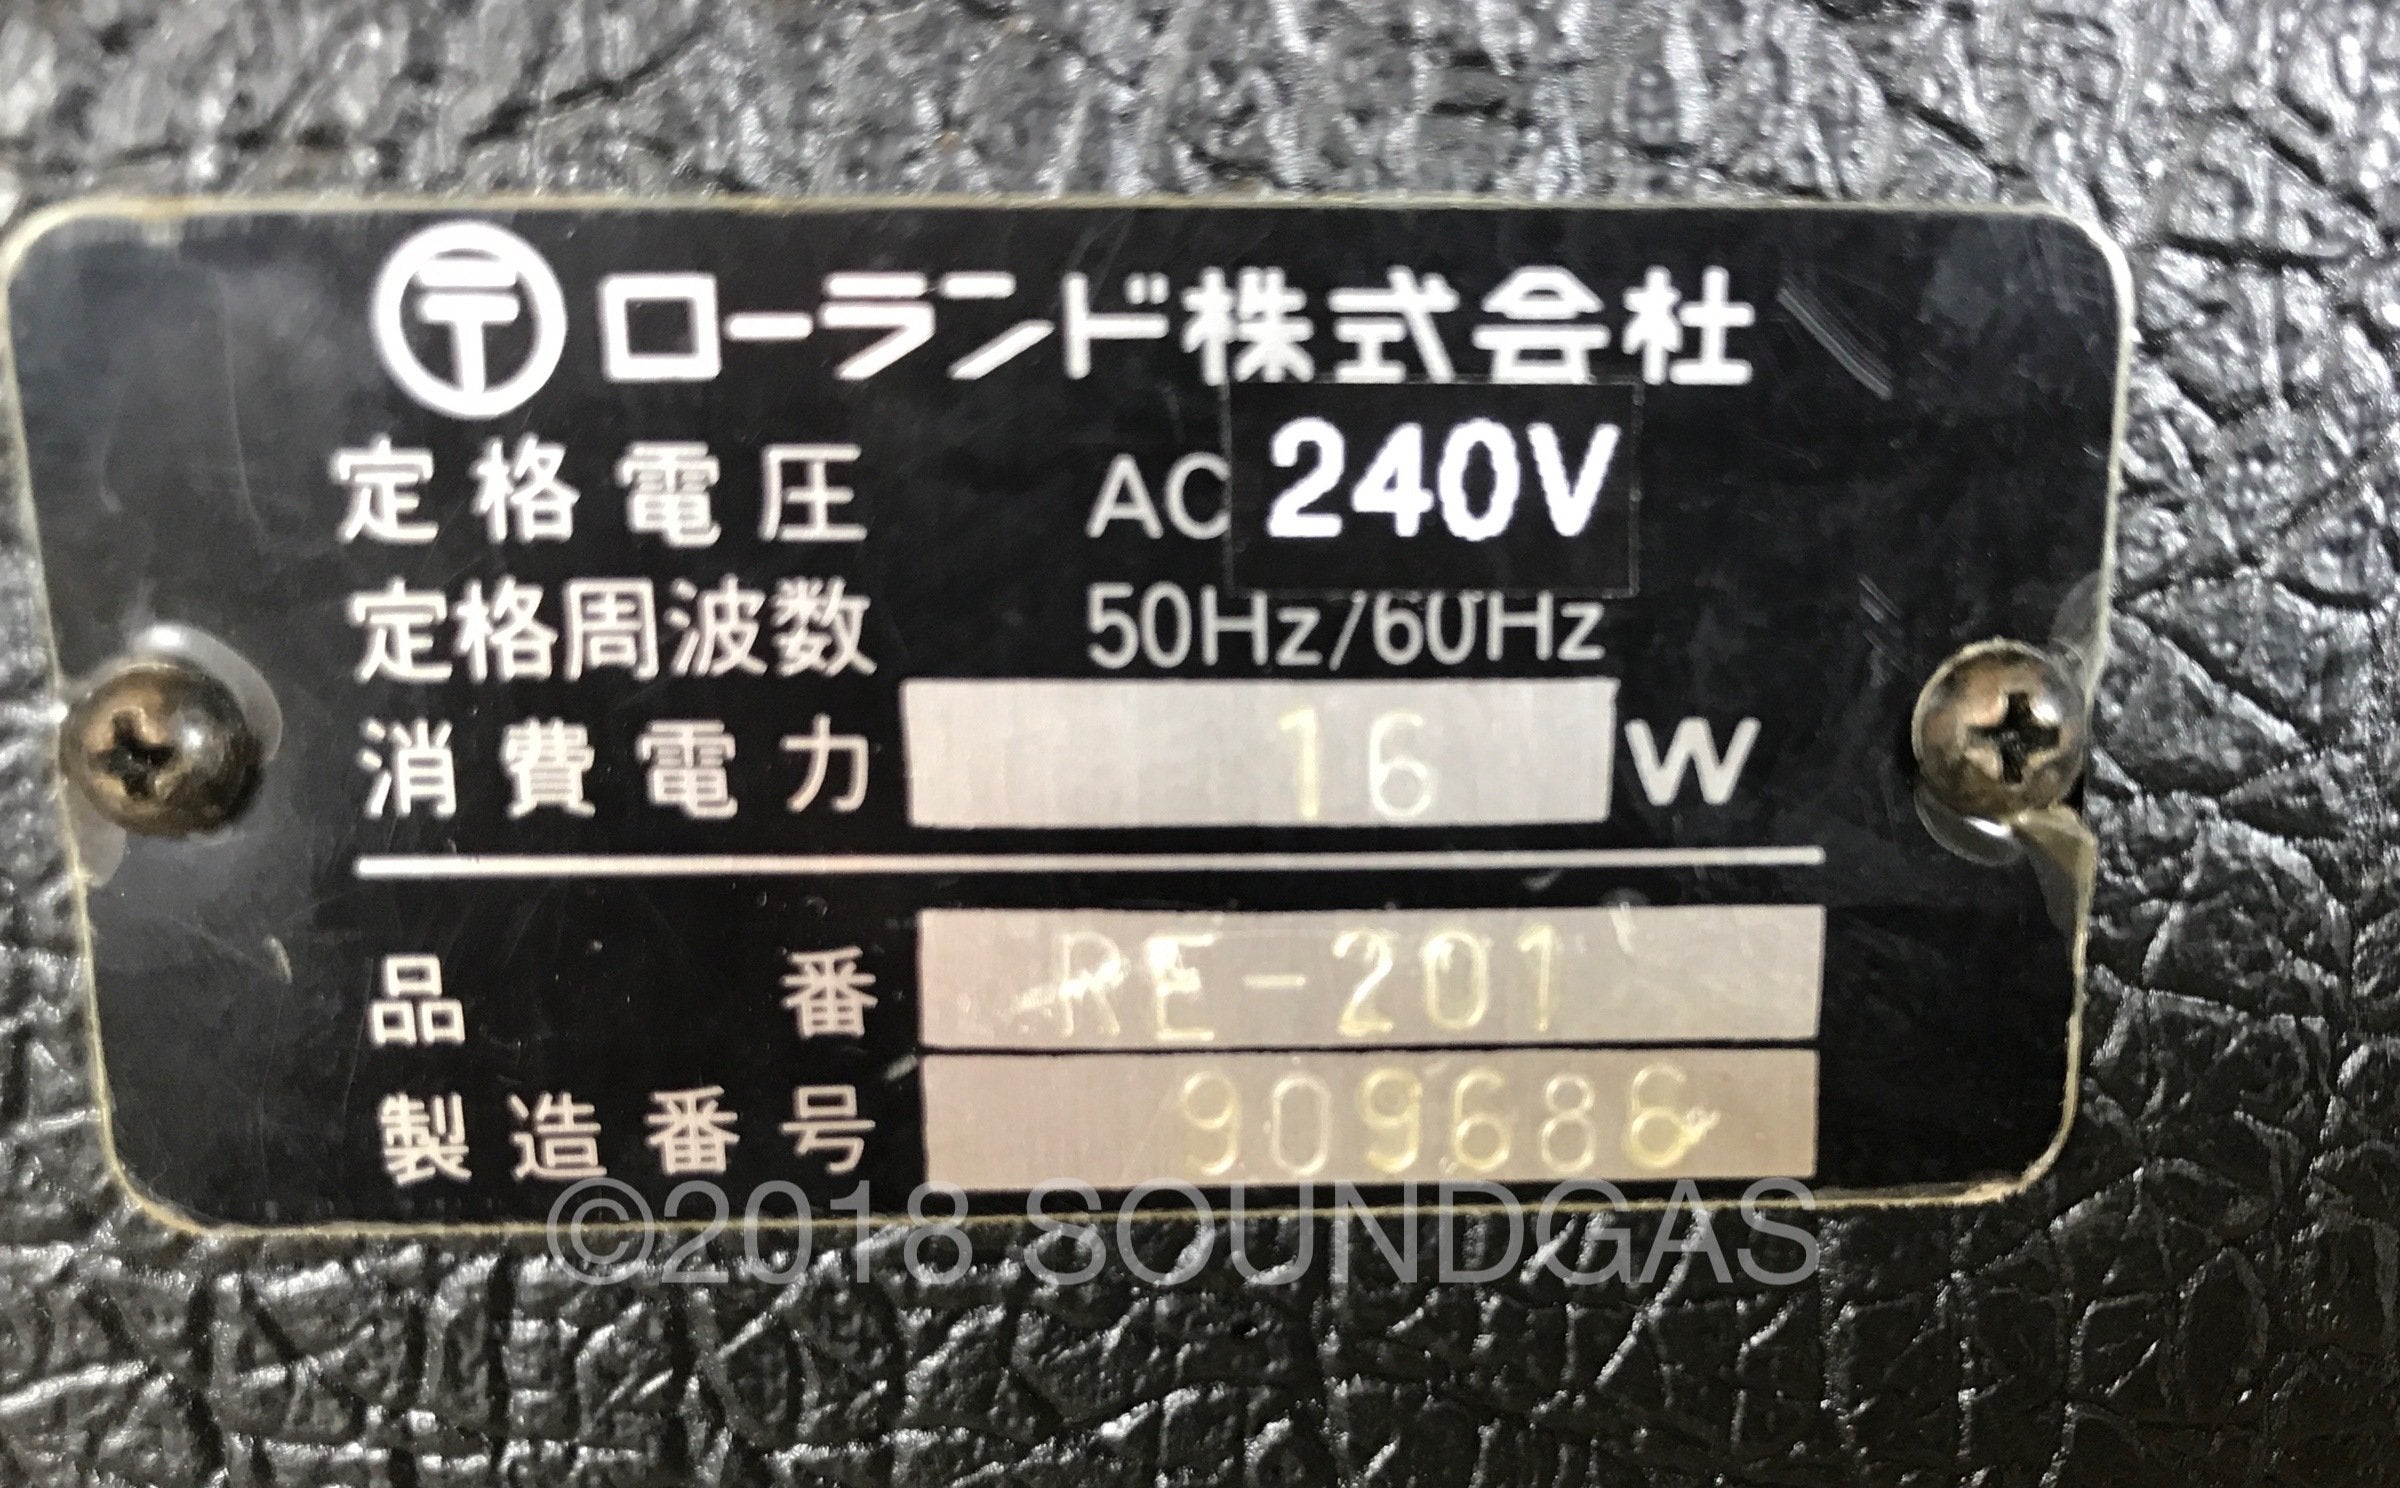 〒 ローランド株式会社
定格電圧 AC 240V
定格周波数 50Hz/60Hz
消費電力 16 W
品番 RE-201
製造番号 909686
©2018 SOUNDGAS